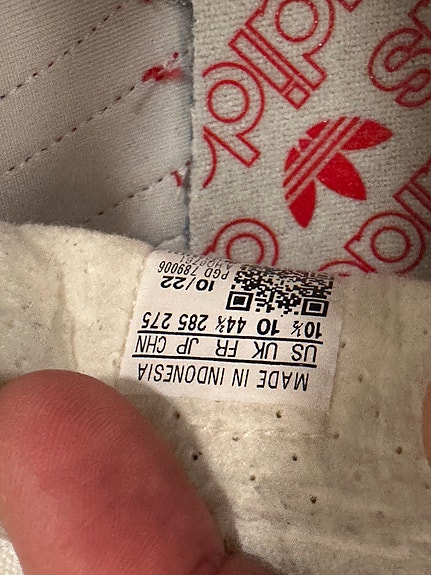 MADE IN INDONESIA
US UK FR JP CHN
10½ 10 44⅔ 285 275
10/22
PGD 789006